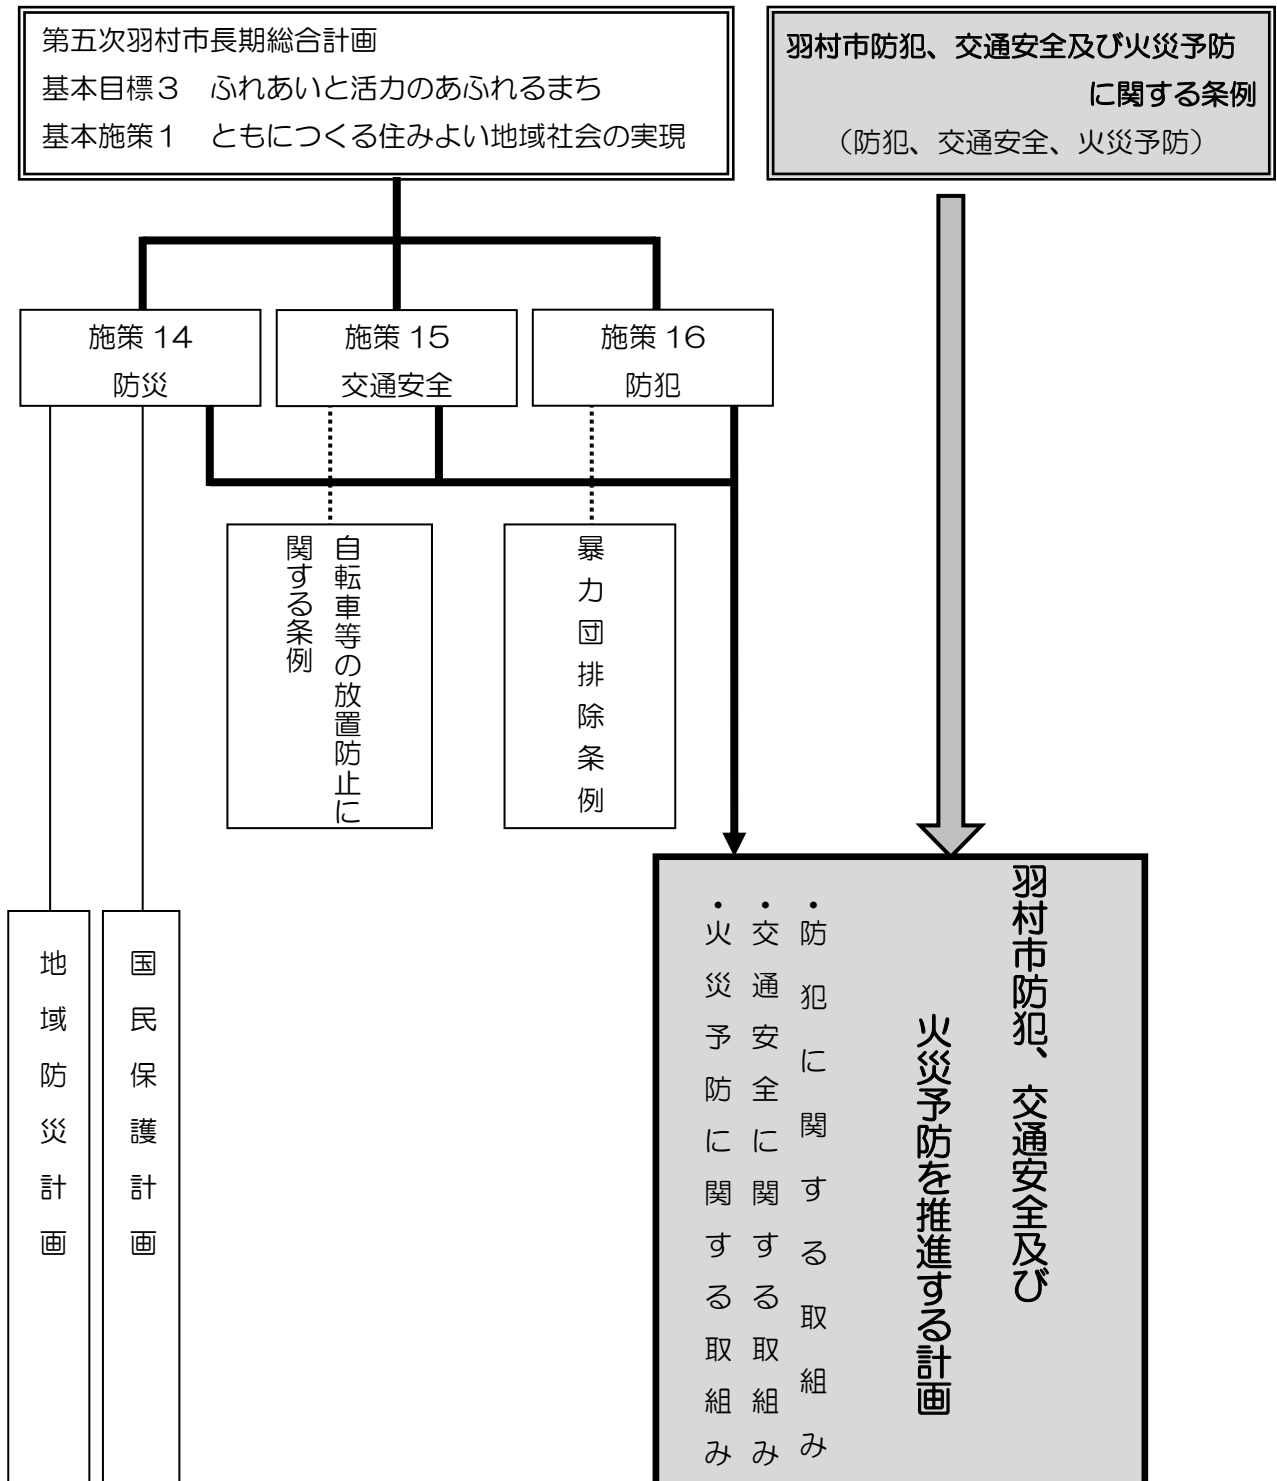 第五次羽村市長期総合計画
基本目標3 ふれあいと活力のあふれるまち
基本施策1 ともにつくる住みよい地域社会の実現
羽村市防犯、交通安全及び火災予防
に関する条例
（防犯、交通安全、火災予防）
施策 14
防災
施策 15
交通安全
施策 16
防犯
自転車等の放置防止に
関する条例
暴力団排除条例
羽村市防犯、交通安全及び
火災予防を推進する計画
・防犯に関する取組み
・交通安全に関する取組み
・火災予防に関する取組み
国民保護計画
地域防災計画